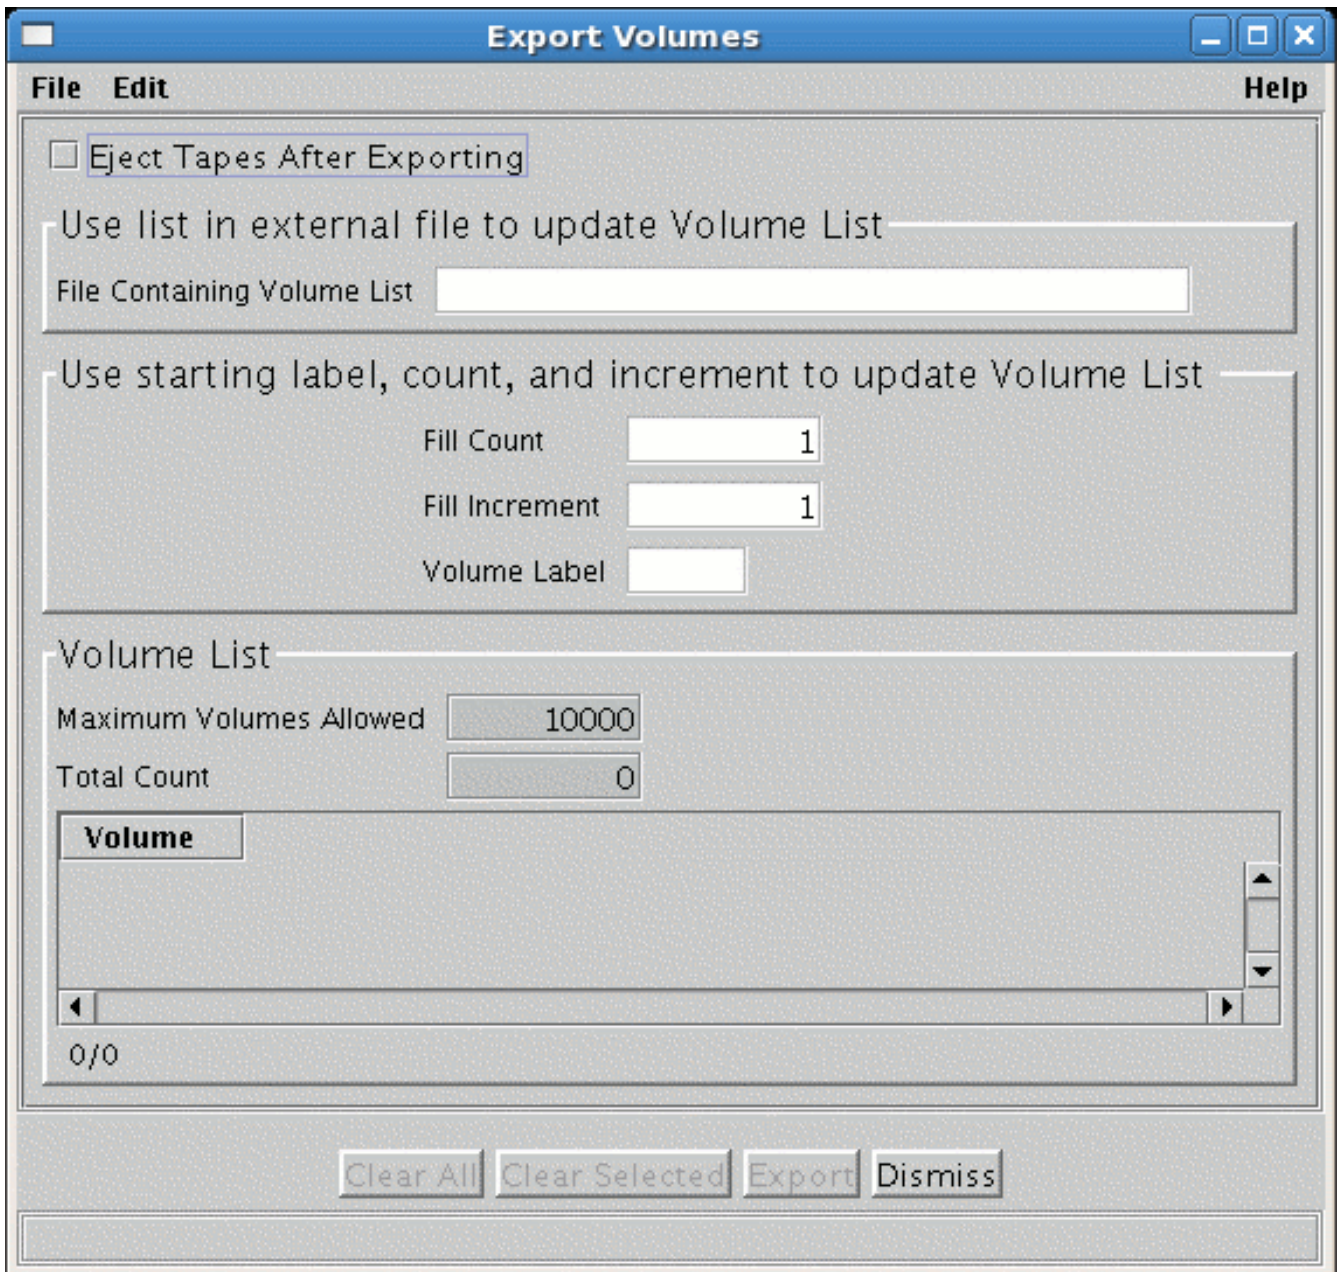 Export Volumes
File Edit Help
Eject Tapes After Exporting
Use list in external file to update Volume List
File Containing Volume List
Use starting label, count, and increment to update Volume List
Fill Count 1
Fill Increment 1
Volume Label
Volume List
Maximum Volumes Allowed 10000
Total Count 0
Volume
0/0
Clear All Clear Selected Export Dismiss